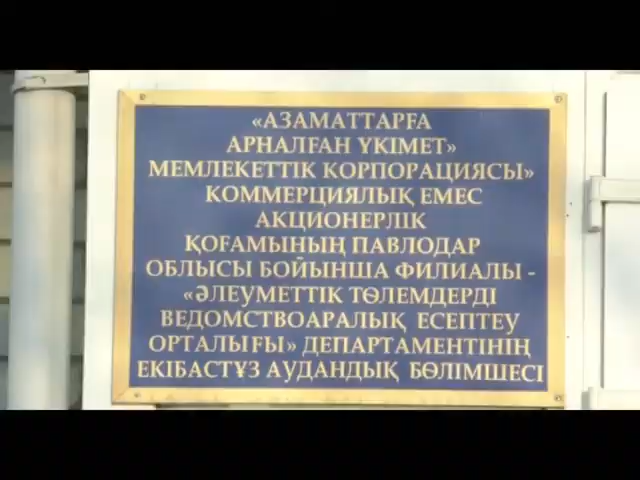 «АЗАМАТТАРҒА
АРНАЛҒАН ҮКІМЕТ»
МЕМЛЕКЕТТІК КОРПОРАЦИЯСЫ»
КОММЕРЦИЯЛЫҚ ЕМЕС
АКЦИОНЕРЛІК
ҚОҒАМЫНЫҢ ПАВЛОДАР
ОБЛЫСЫ БОЙЫНША ФИЛИАЛЫ -
«ӘЛЕУМЕТТІК ТӨЛЕМДЕРДІ
ВЕДОМСТВОАРАЛЫҚ ЕСЕПТЕУ
ОРТАЛЫҒЫ» ДЕПАРТАМЕНТІНІҢ
ЕКІБАСТҰЗ АУДАНДЫҚ БӨЛІМШЕСІ